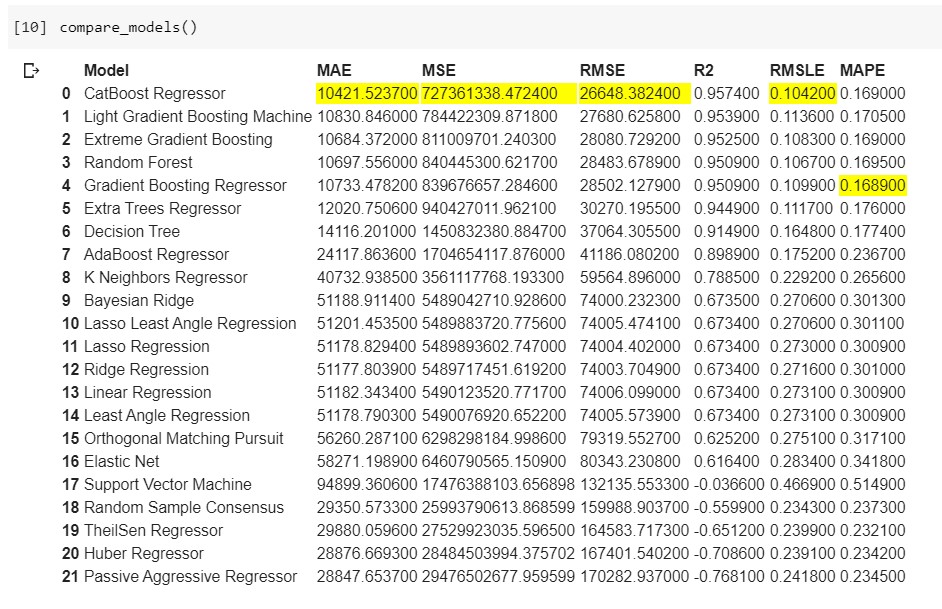 [10] compare_models()
Model MAE MSE RMSE R2 RMSLE MAPE
0 CatBoost Regressor 10421.523700 727361338.472400 26648.382400 0.957400 0.104200 0.169000
1 Light Gradient Boosting Machine 10830.846000 784422309.871800 27680.625800 0.953900 0.113600 0.170500
2 Extreme Gradient Boosting 10684.372000 811009701.240300 28080.729200 0.952500 0.108300 0.169000
3 Random Forest 10697.556000 840445300.621700 28483.678900 0.950900 0.106700 0.169500
4 Gradient Boosting Regressor 10733.478200 839676657.284600 28502.127900 0.950900 0.109900 0.168900
5 Extra Trees Regressor 12020.750600 940427011.962100 30270.195500 0.944900 0.111700 0.176000
6 Decision Tree 14116.201000 1450832380.884700 37064.305500 0.914900 0.164800 0.177400
7 AdaBoost Regressor 24117.863600 1704654117.876000 41186.080200 0.898900 0.175200 0.236700
8 K Neighbors Regressor 40732.938500 3561117768.193300 59564.896000 0.788500 0.229200 0.265600
9 Bayesian Ridge 51188.911400 5489042710.928600 74000.232300 0.673500 0.270600 0.301300
10 Lasso Least Angle Regression 51201.453500 5489883720.775600 74005.474100 0.673400 0.270600 0.301100
11 Lasso Regression 51178.829400 5489893602.747000 74004.402000 0.673400 0.273000 0.300900
12 Ridge Regression 51177.803900 5489717451.619200 74003.704900 0.673400 0.271600 0.301000
13 Linear Regression 51182.343400 5490123520.771700 74006.099000 0.673400 0.273100 0.300900
14 Least Angle Regression 51178.790300 5490076920.652200 74005.573900 0.673400 0.273100 0.300900
15 Orthogonal Matching Pursuit 56260.287100 6298298184.998600 79319.552700 0.625200 0.275100 0.317100
16 Elastic Net 58271.198900 6460790565.150900 80343.230800 0.616400 0.283400 0.341800
17 Support Vector Machine 94899.360600 17476388103.656898 132135.553300 -0.036600 0.466900 0.514900
18 Random Sample Consensus 29350.573300 25993790613.868599 159988.903700 -0.559900 0.234300 0.237300
19 TheilSen Regressor 29880.059600 27529923035.596500 164583.717300 -0.651200 0.239900 0.232100
20 Huber Regressor 28876.669300 28484503994.375702 167401.540200 -0.708600 0.239100 0.234200
21 Passive Aggressive Regressor 28847.653700 29476502677.959599 170282.937000 -0.768100 0.241800 0.234500